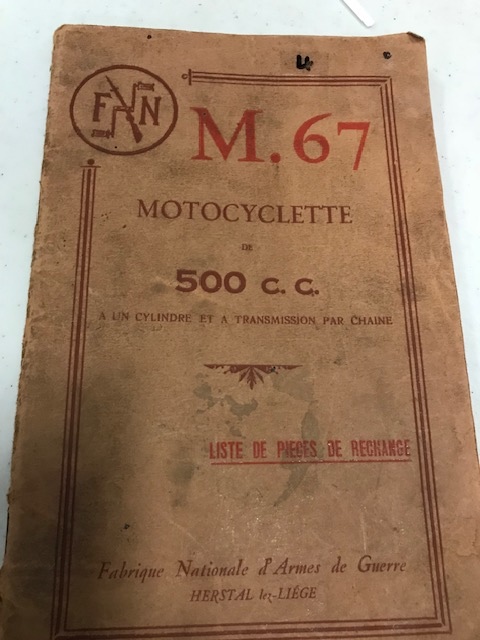 FN
M.67
MOTOCYCLETTE
DE
500 C. C.
A UN CYLINDRE ET A TRANSMISSION PAR CHAINE
LISTE DE PIECES DE RECHANGE
Fabrique Nationale d'Armes de Guerre
HERSTAL lez-LIÉGE